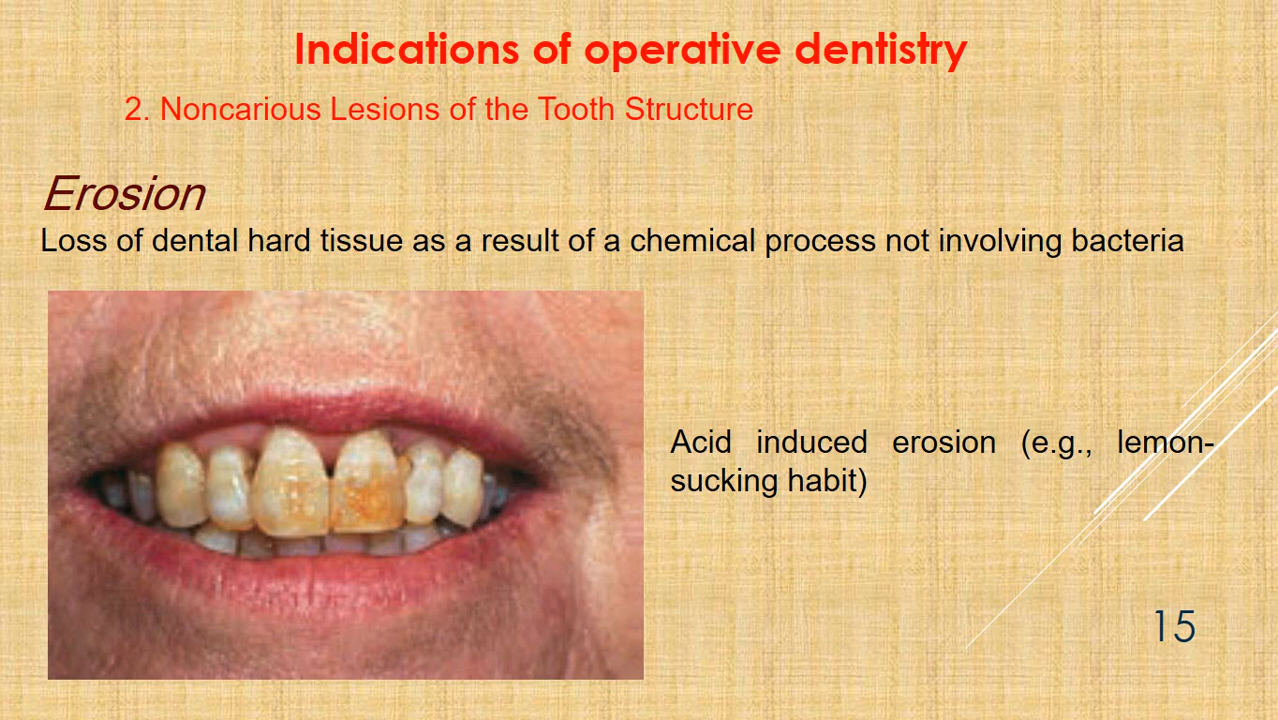 Indications of operative dentistry
2. Noncarious Lesions of the Tooth Structure
Erosion
Loss of dental hard tissue as a result of a chemical process not involving bacteria
Acid induced erosion (e.g., lemon-
sucking habit)
15